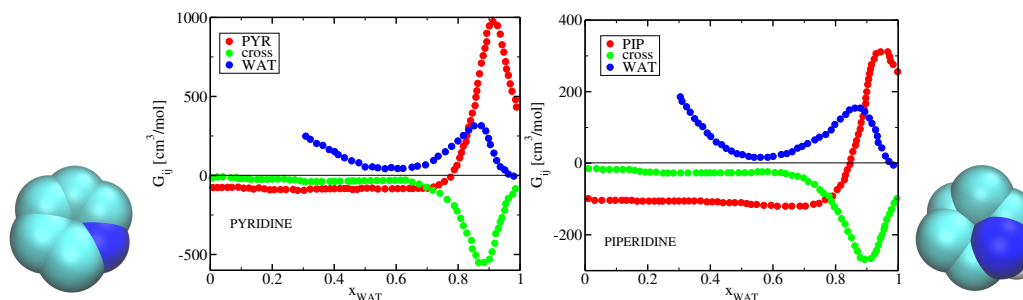 1000
500
0
-500
G_ij [cm^3/mol]
PYR
cross
WAT
PYRIDINE
0 0.2 0.4 0.6 0.8 1
x_WAT
400
200
0
-200
G_ij [cm^3/mol]
PIP
cross
WAT
PIPERIDINE
0 0.2 0.4 0.6 0.8 1
x_WAT